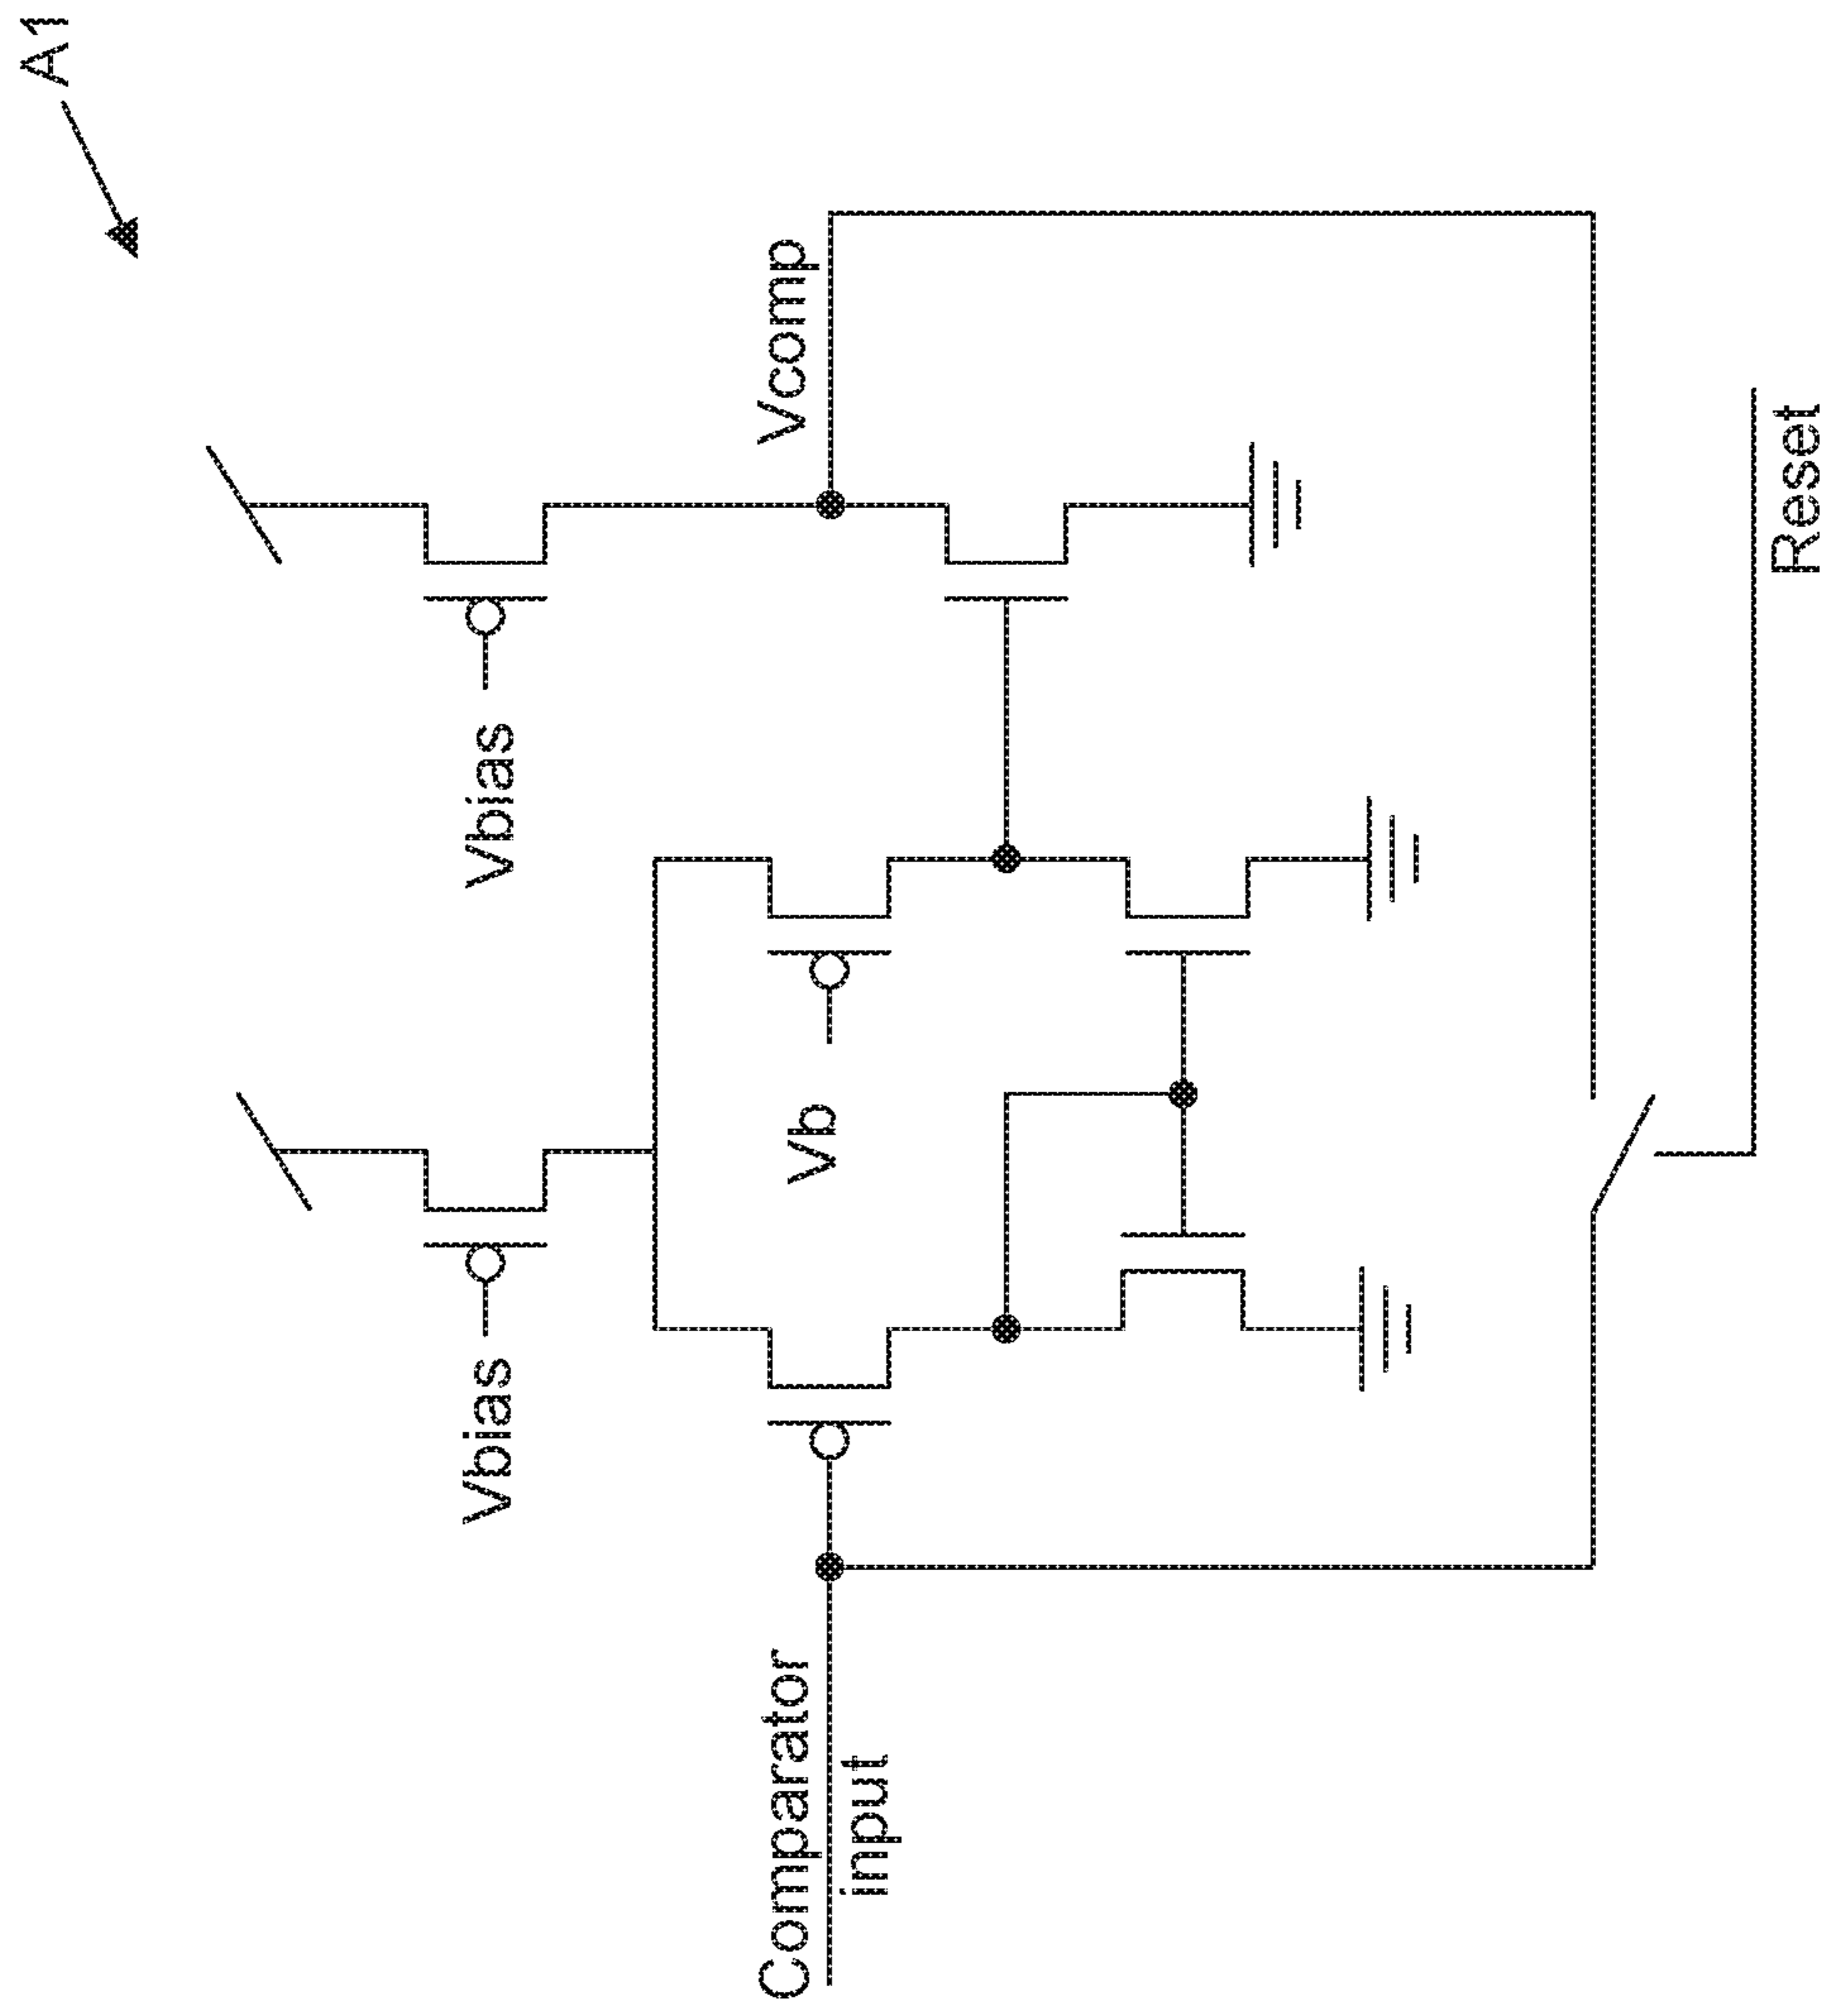 A1
Vbias
Vbias
Comparator
input
Vb
Vcomp
Reset